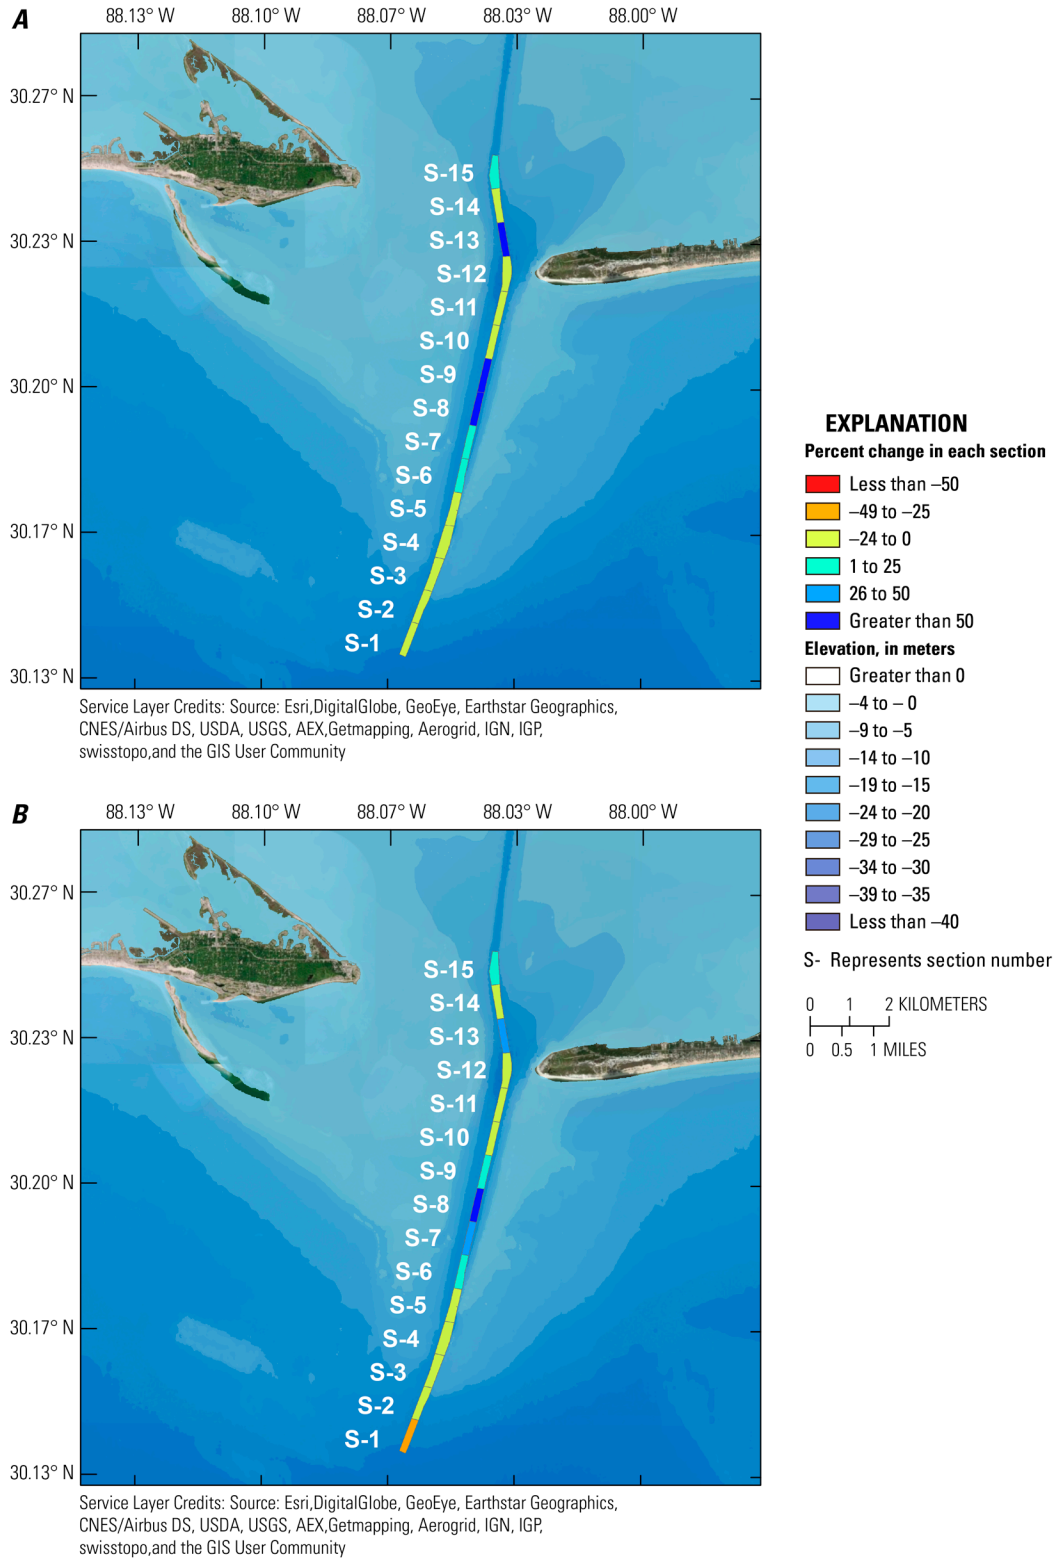 A
88.13° W 88.10° W 88.07° W 88.03° W 88.00° W
30.27° N
30.23° N
30.20° N
30.17° N
30.13° N
S-15
S-14
S-13
S-12
S-11
S-10
S-9
S-8
S-7
S-6
S-5
S-4
S-3
S-2
S-1
Service Layer Credits: Source: Esri,DigitalGlobe, GeoEye, Earthstar Geographics,
CNES/Airbus DS, USDA, USGS, AEX,Getmapping, Aerogrid, IGN, IGP,
swisstopo,and the GIS User Community
B
88.13° W 88.10° W 88.07° W 88.03° W 88.00° W
30.27° N
30.23° N
30.20° N
30.17° N
30.13° N
S-15
S-14
S-13
S-12
S-11
S-10
S-9
S-8
S-7
S-6
S-5
S-4
S-3
S-2
S-1
Service Layer Credits: Source: Esri,DigitalGlobe, GeoEye, Earthstar Geographics,
CNES/Airbus DS, USDA, USGS, AEX,Getmapping, Aerogrid, IGN, IGP,
swisstopo,and the GIS User Community
EXPLANATION
Percent change in each section
Less than –50
–49 to –25
–24 to 0
1 to 25
26 to 50
Greater than 50
Elevation, in meters
Greater than 0
–4 to – 0
–9 to –5
–14 to –10
–19 to –15
–24 to –20
–29 to –25
–34 to –30
–39 to –35
Less than –40
S- Represents section number
0 1 2 KILOMETERS
0 0.5 1 MILES